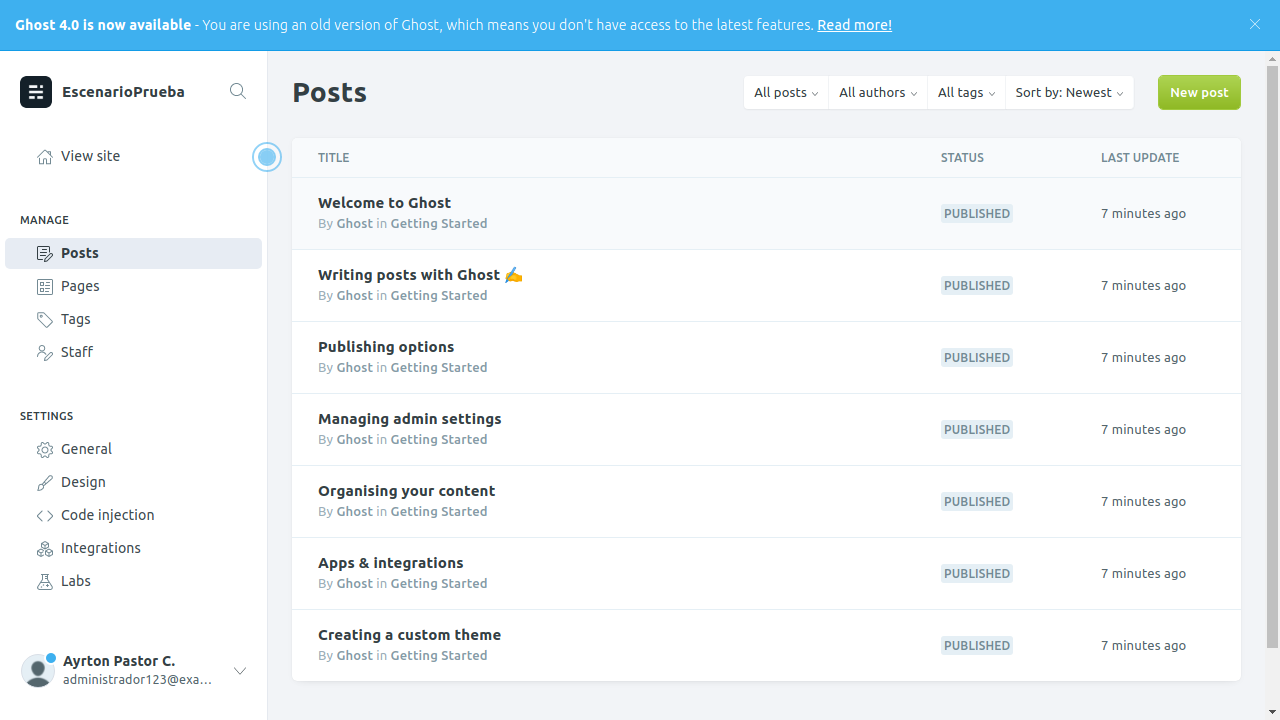 Ghost 4.0 is now available - You are using an old version of Ghost, which means you don't have access to the latest features. Read more!
EscenarioPrueba
View site
MANAGE
Posts
Pages
Tags
Staff
SETTINGS
General
Design
Code injection
Integrations
Labs
Ayrton Pastor C.
administrador123@exa...
Posts
All posts
All authors
All tags
Sort by: Newest
New post
TITLE STATUS LAST UPDATE
Welcome to Ghost
By Ghost in Getting Started
PUBLISHED
7 minutes ago
Writing posts with Ghost ✍️
By Ghost in Getting Started
PUBLISHED
7 minutes ago
Publishing options
By Ghost in Getting Started
PUBLISHED
7 minutes ago
Managing admin settings
By Ghost in Getting Started
PUBLISHED
7 minutes ago
Organising your content
By Ghost in Getting Started
PUBLISHED
7 minutes ago
Apps & integrations
By Ghost in Getting Started
PUBLISHED
7 minutes ago
Creating a custom theme
By Ghost in Getting Started
PUBLISHED
7 minutes ago